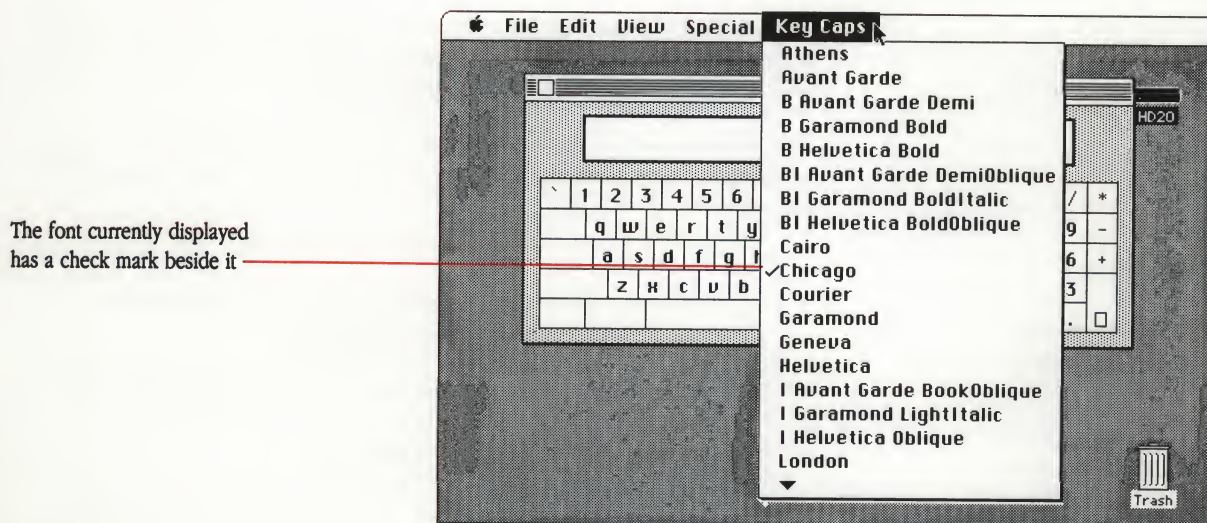 File Edit View Special Key Caps
Athens
Avant Garde
B Avant Garde Demi
B Garamond Bold
B Helvetica Bold
BI Avant Garde DemiOblique
BI Garamond BoldItalic
BI Helvetica BoldOblique
Cairo
✓Chicago
Courier
Garamond
Geneva
Helvetica
I Avant Garde BookOblique
I Garamond LightItalic
I Helvetica Oblique
London
HD20
` 1 2 3 4 5 6 / *
q w e r t y 9 -
a s d f g h 6 +
z x c v b 3
.
Trash
The font currently displayed
has a check mark beside it